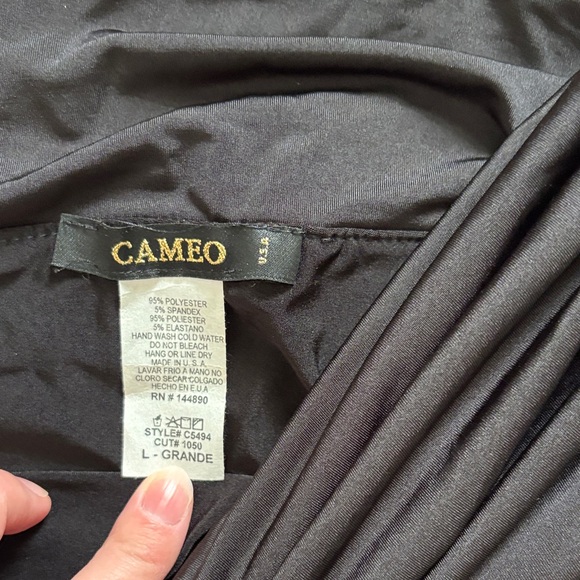 CAMEO
U.S.A
95% POLYESTER
5% SPANDEX
95% POLIESTER
5% ELASTANO
HAND WASH COLD WATER
DO NOT BLEACH
HANG OR LINE DRY
MADE IN U.S.A.
LAVAR FRIO A MANO NO
CLORO SECAR COLGADO
HECHO EN E.U.A
RN # 144890
STYLE# C5494
CUT# 1050
L - GRANDE